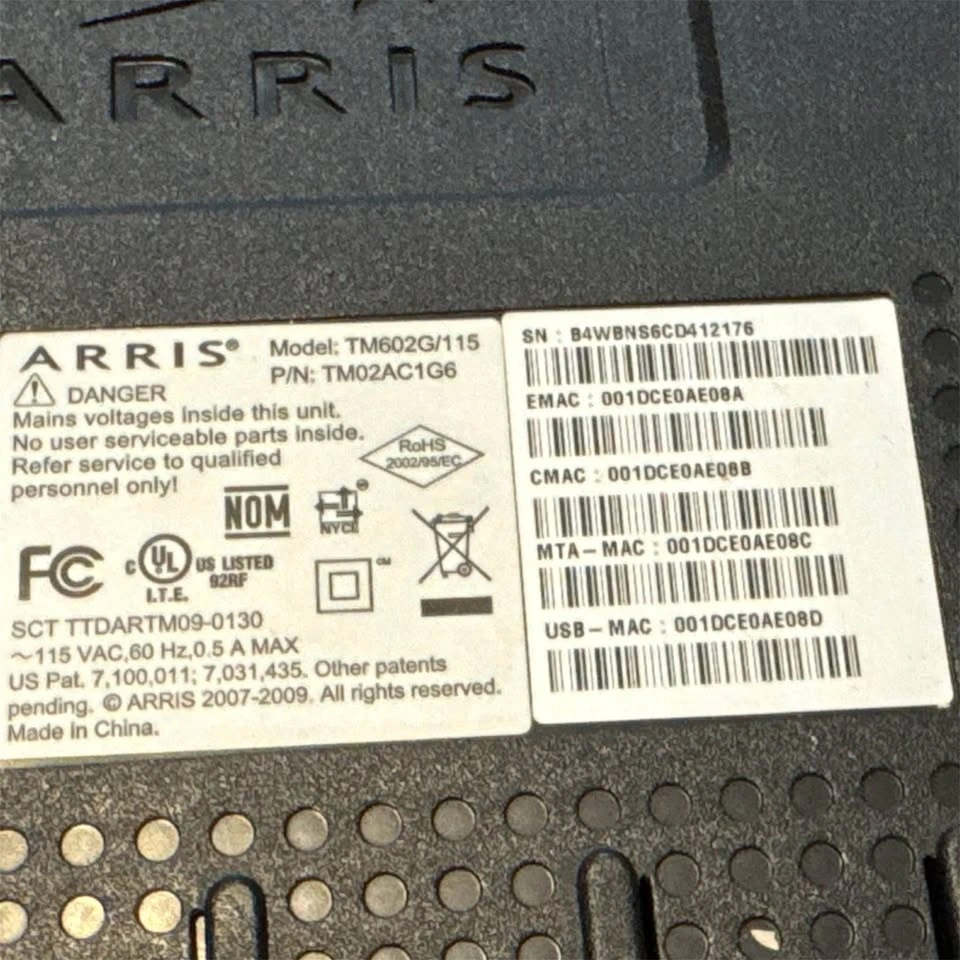 ARRIS
ARRIS® Model: TM602G/115
P/N: TM02AC1G6
DANGER
Mains voltages inside this unit.
No user serviceable parts inside.
Refer service to qualified
personnel only!
RoHS
2002/95/EC
NOM
NYCE
FC
c UL US LISTED
92RF
I.T.E.
SCT TTDARTM09-0130
~115 VAC,60 Hz,0.5 A MAX
US Pat. 7,100,011; 7,031,435. Other patents
pending. © ARRIS 2007-2009. All rights reserved.
Made in China.
SN : B4WBNS6CD412176
EMAC : 001DCE0AE08A
CMAC : 001DCE0AE08B
MTA-MAC : 001DCE0AE08C
USB-MAC : 001DCE0AE08D